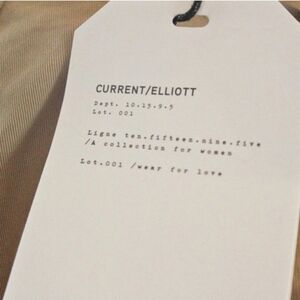 CURRENT/ELLIOTT
Dept. 10.15.9.5
Lot. 001
Ligne ten.fifteen.nine.five
/A collection for women
Lot.001 /wear for love